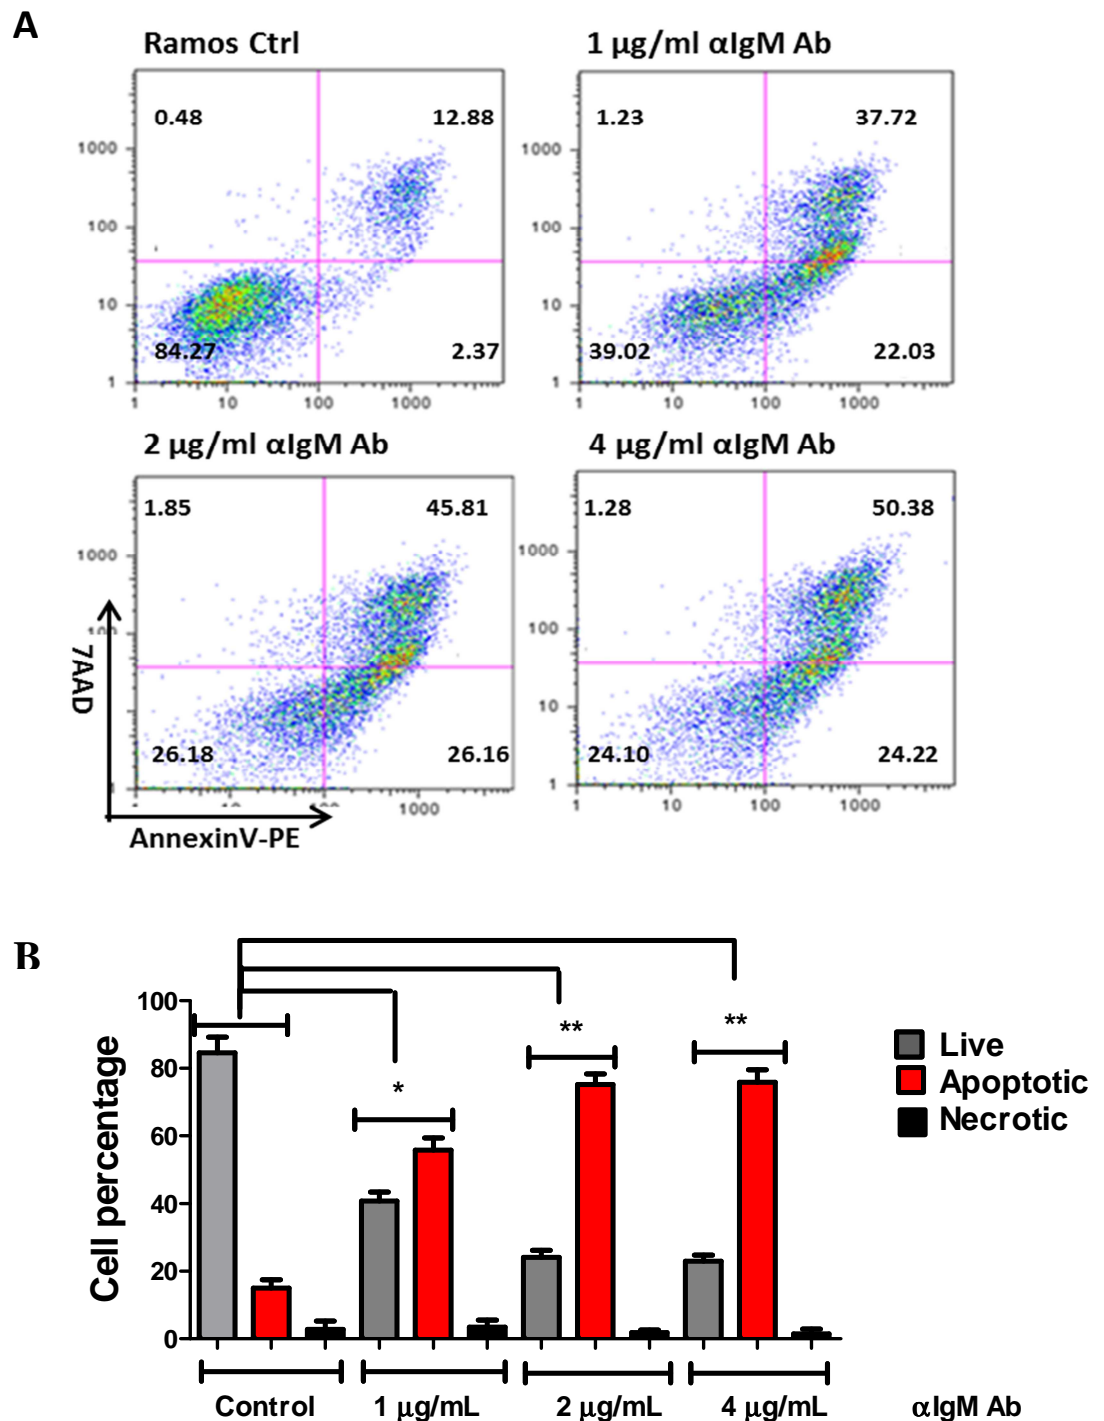 A
Ramos Ctrl
1 μg/ml αIgM Ab
0.48 12.88
1.23 37.72
1000
1000
100
100
10
10
84.27 2.37
39.02 22.03
1
1
1 10 100 1000
1 10 100 1000
2 μg/ml αIgM Ab
4 μg/ml αIgM Ab
1.85 45.81
1.28 50.38
1000
1000
100
10
26.18 26.16
24.10 24.22
1
1 10 100 1000
1000
7AAD
AnnexinV-PE
B
100
80
60
40
20
0
Cell percentage
*
**
**
Live
Apoptotic
Necrotic
Control 1 μg/mL 2 μg/mL 4 μg/mL αIgM Ab